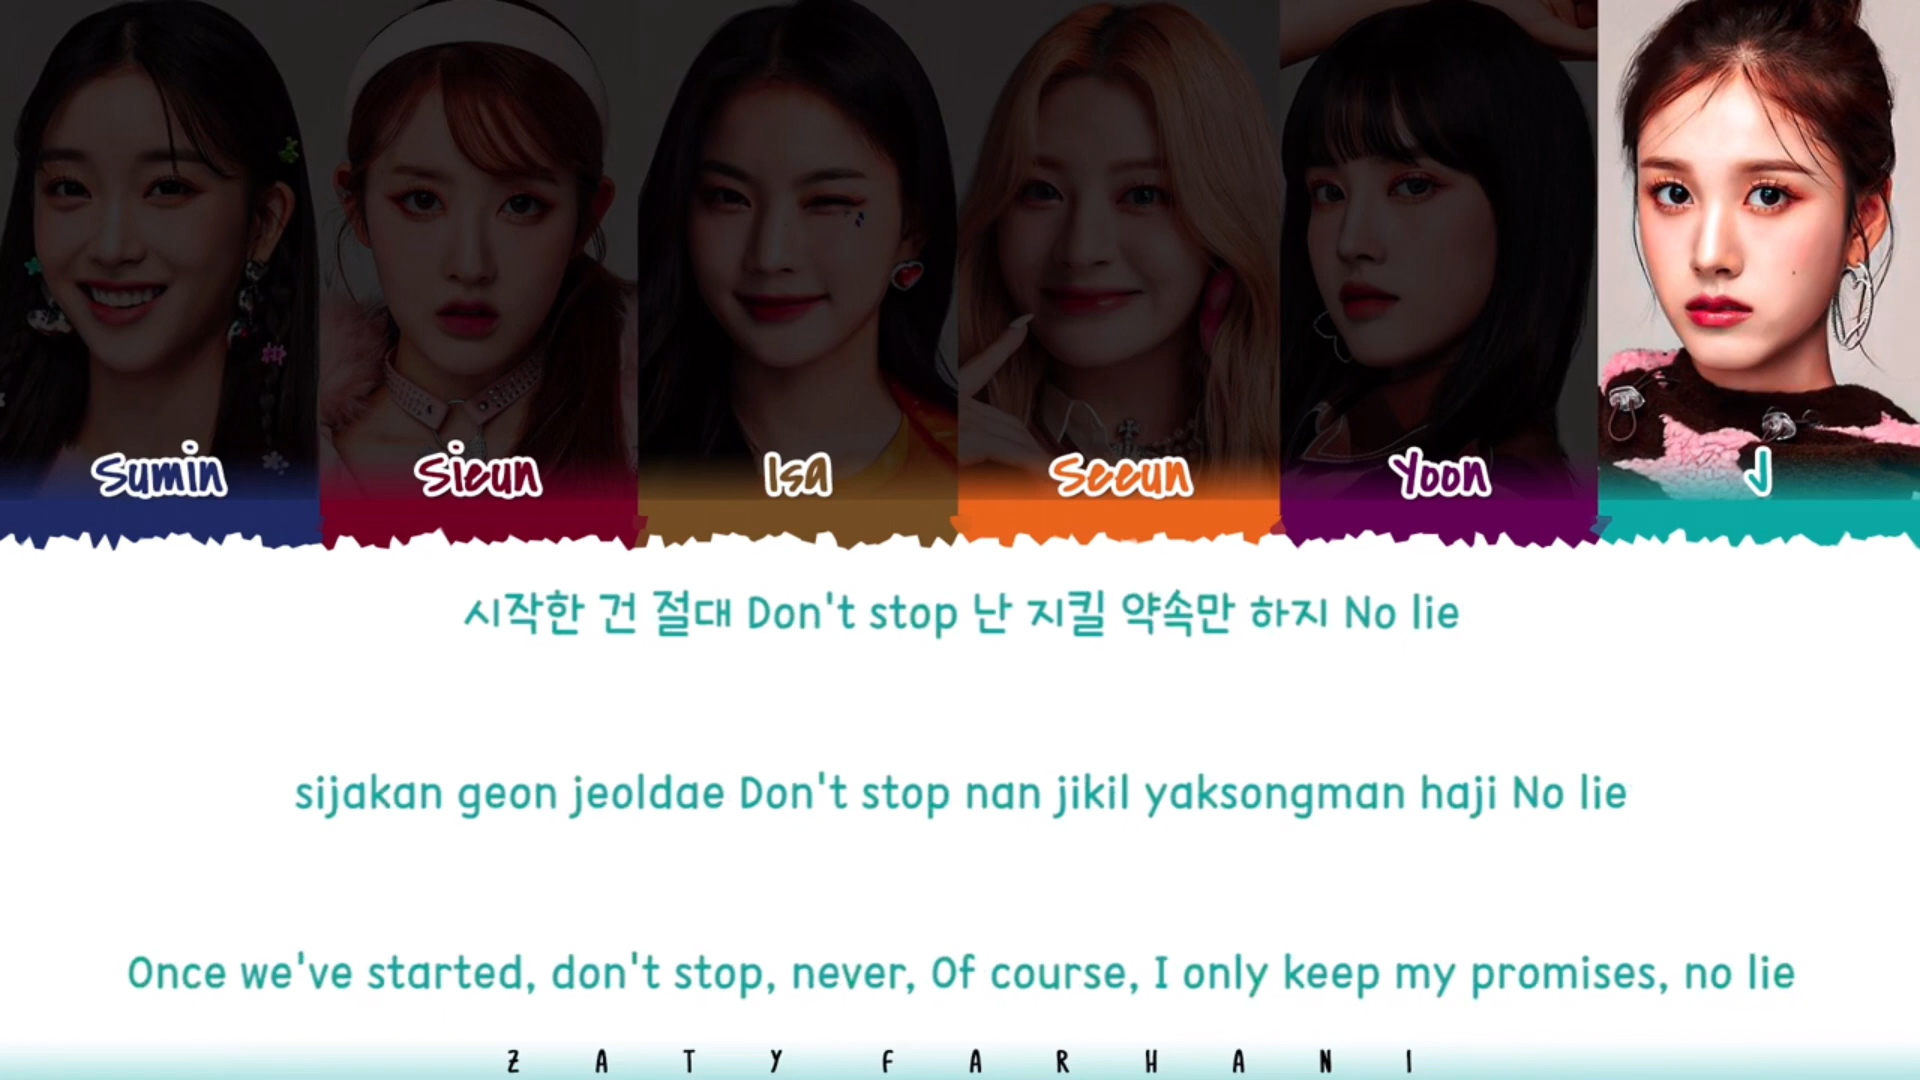 Sumin Sieun Isa Seeun Yoon J
시작한 건 절대 Don't stop 난 지킬 약속만 하지 No lie
sijakan geon jeoldae Don't stop nan jikil yaksongman haji No lie
Once we've started, don't stop, never, Of course, I only keep my promises, no lie
ZATY FARHANI